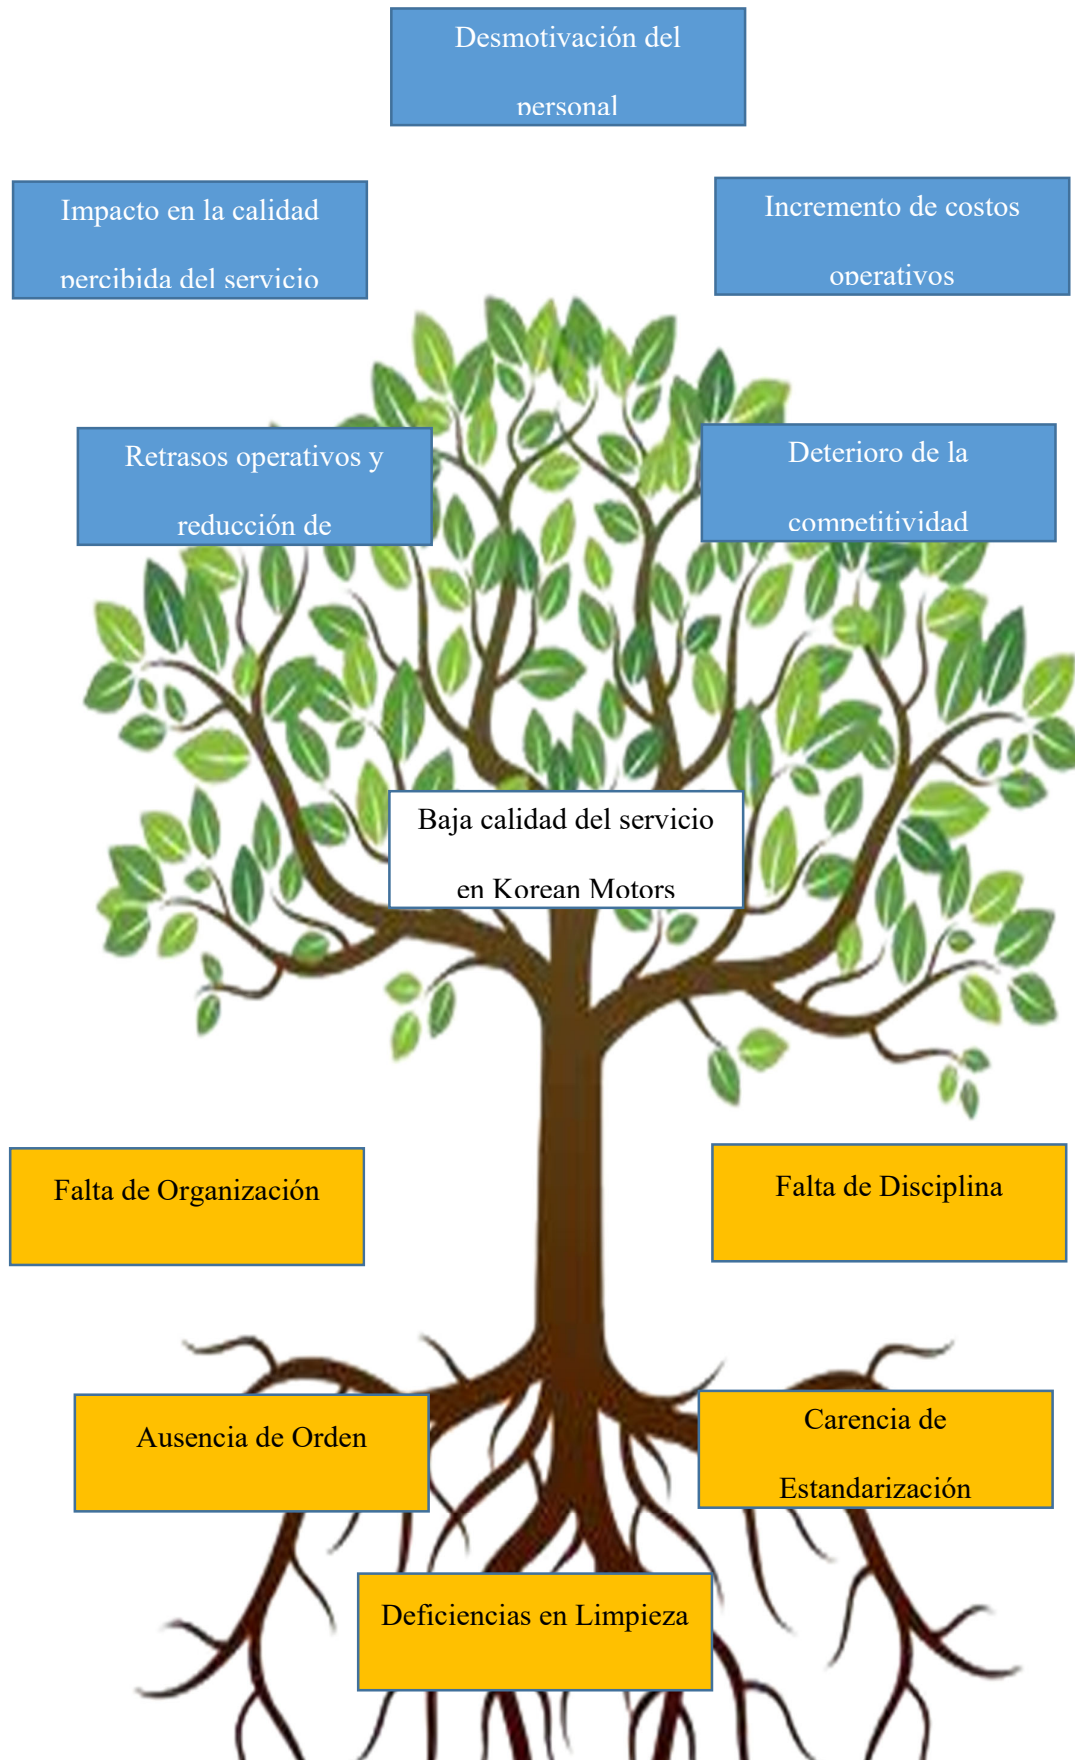 Desmotivación del
personal
Impacto en la calidad
percibida del servicio
Incremento de costos
operativos
Retrasos operativos y
reducción de
Deterioro de la
competitividad
Baja calidad del servicio
en Korean Motors
Falta de Organización
Falta de Disciplina
Ausencia de Orden
Carencia de
Estandarización
Deficiencias en Limpieza